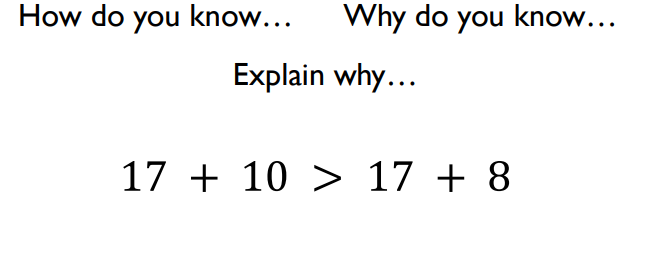 How do you know… Why do you know…
Explain why…
17 + 10 > 17 + 8